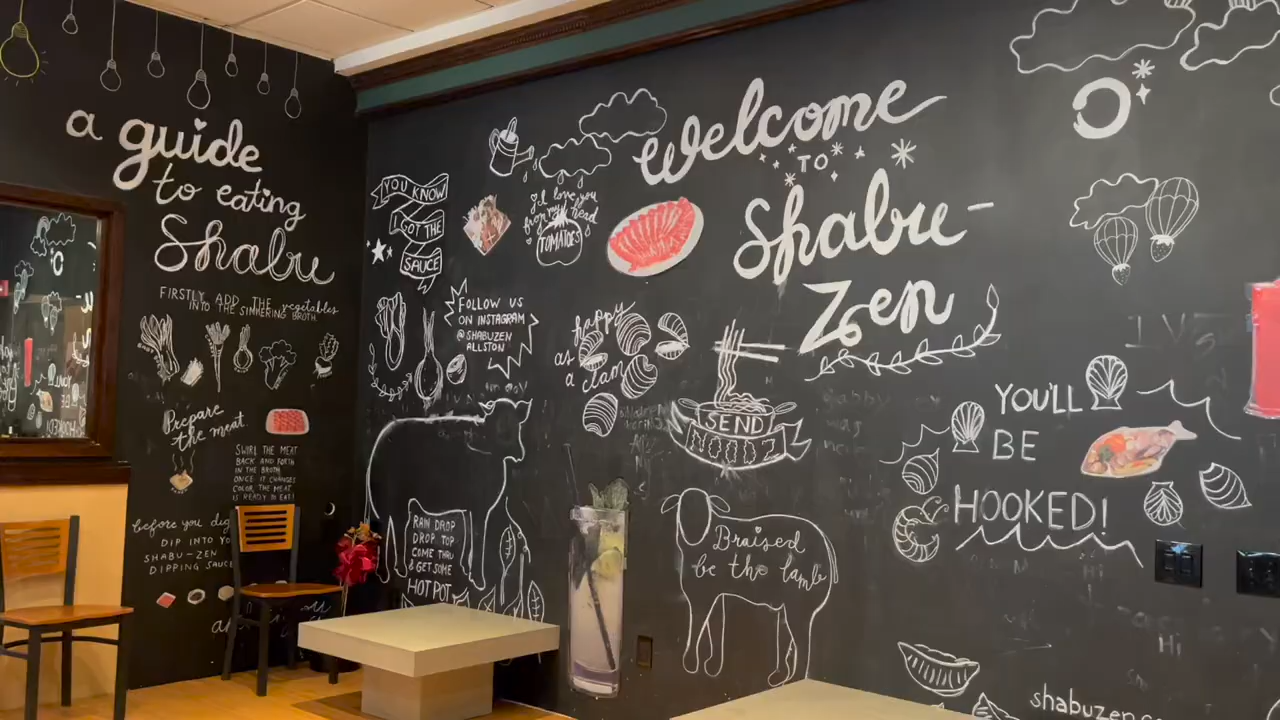 a
guide
to eating
Shabu
FIRSTLY ADD THE vegetables
INTO THE SIMMERING BROTH.
Prepare
the meat
SWIRL THE MEAT
BACK AND FORTH
IN THE BROTH
ONCE IT CHANGES
COLOR THE MEAT
IS READY TO EAT!
before you dig
DIP INTO YO
SHABU-ZEN
DIPPING SAUCE
YOU KNOW
I GOT THE
SAUCE
I love you
from my head
TOMATOES
FOLLOW US
ON INSTAGRAM
@SHABUZEN
ALLSTON
happy
as
a clam
Welcome
TO
Shabu-
Zen
SEND
NOODZ
RAIN DROP
DROP TOP
COME THRU
& GET SOME
HOT POT
Braised
be the lamb
YOU'LL
BE
HOOKED!
Hi
shabuzen.c